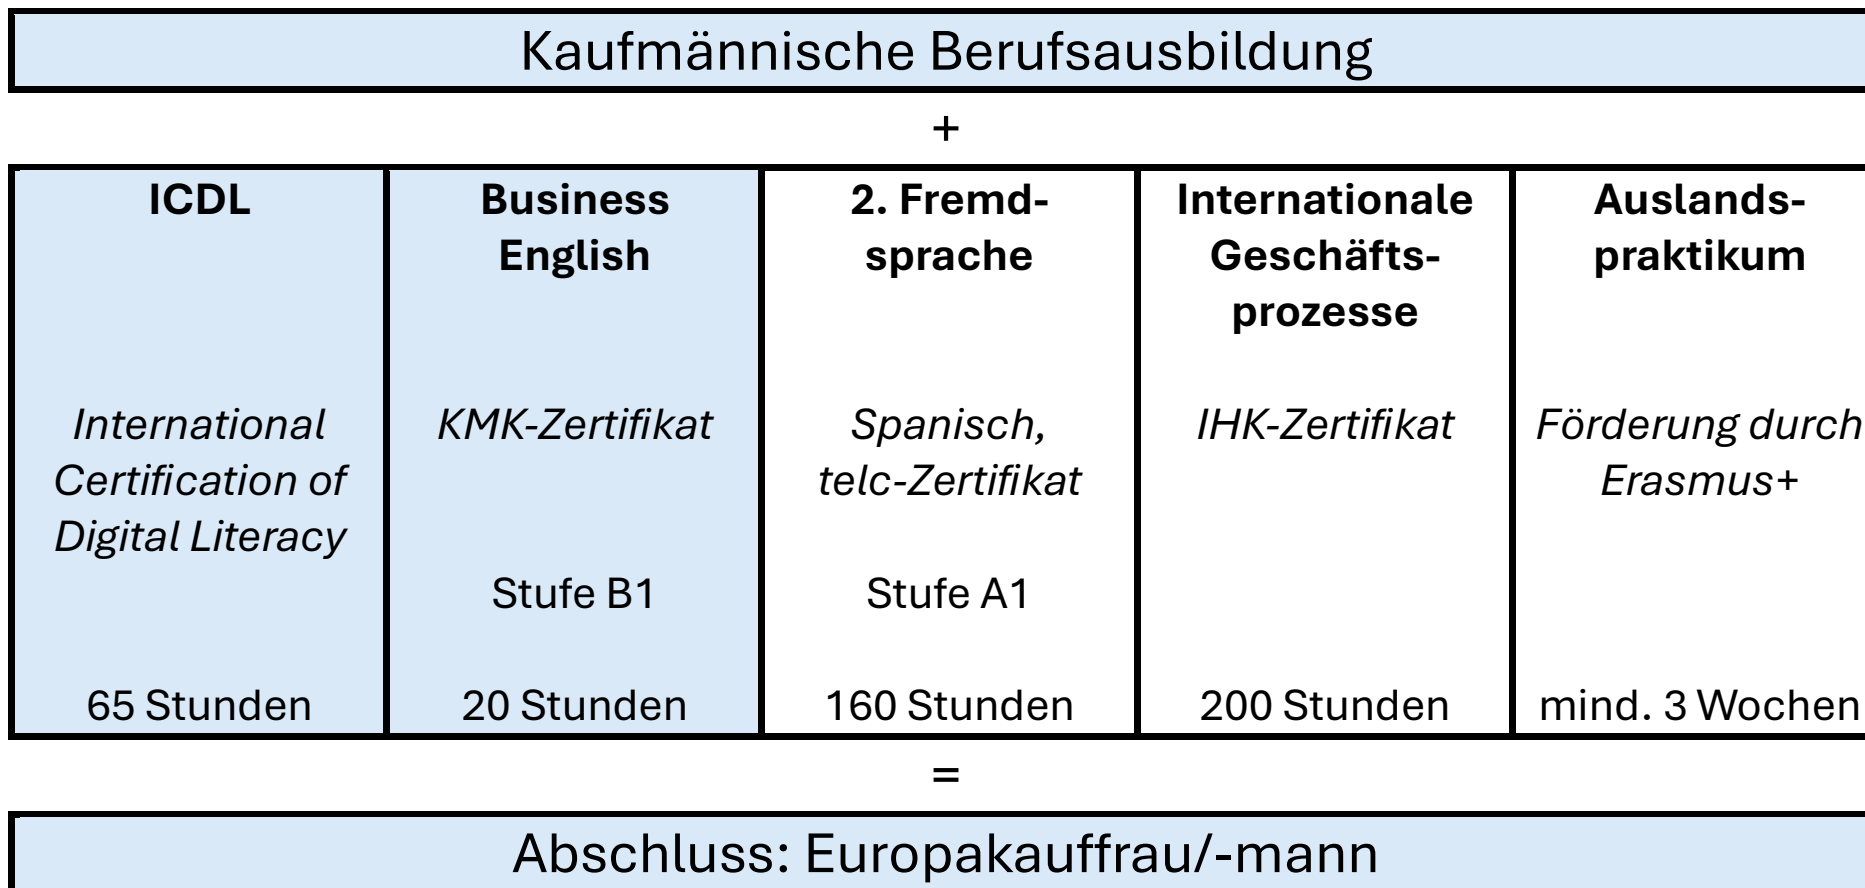 Kaufmännische Berufsausbildung
+
ICDL
International
Certification of
Digital Literacy
65 Stunden
Business
English
KMK-Zertifikat
Stufe B1
20 Stunden
2. Fremd-
sprache
Spanisch,
telc-Zertifikat
Stufe A1
160 Stunden
Internationale
Geschäfts-
prozesse
IHK-Zertifikat
200 Stunden
Auslands-
praktikum
Förderung durch
Erasmus+
mind. 3 Wochen
=
Abschluss: Europakauffrau/-mann